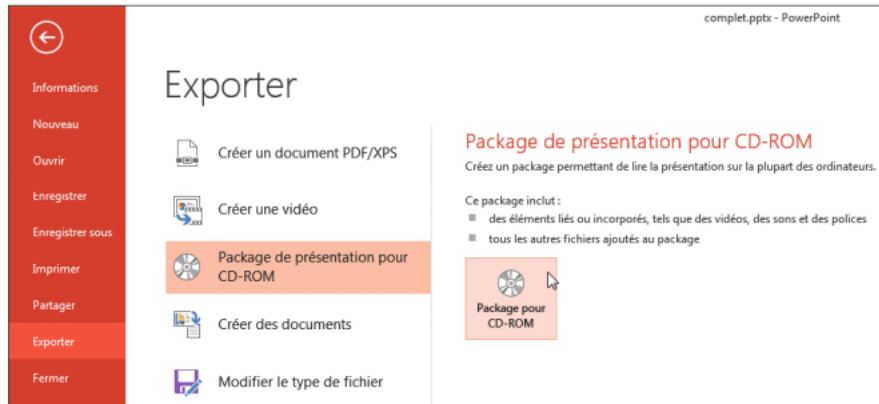 complet.pptx - PowerPoint
Informations
Nouveau
Ouvrir
Enregistrer
Enregistrer sous
Imprimer
Partager
Exporter
Fermer
Exporter
Créer un document PDF/XPS
Créer une vidéo
Package de présentation pour
CD-ROM
Créer des documents
Modifier le type de fichier
Package de présentation pour CD-ROM
Créez un package permettant de lire la présentation sur la plupart des ordinateurs.
Ce package inclut :
des éléments liés ou incorporés, tels que des vidéos, des sons et des polices
tous les autres fichiers ajoutés au package
Package pour
CD-ROM